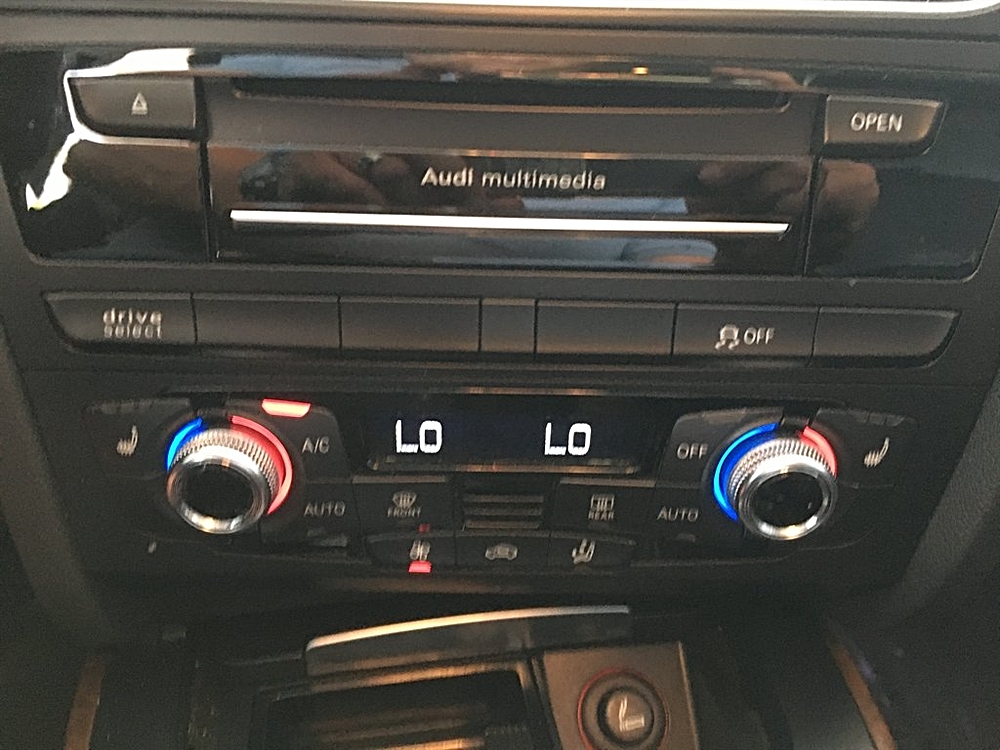 OPEN
Audi multimedia
drive
select
OFF
A/C
LO
LO
OFF
AUTO
FRONT
REAR
AUTO